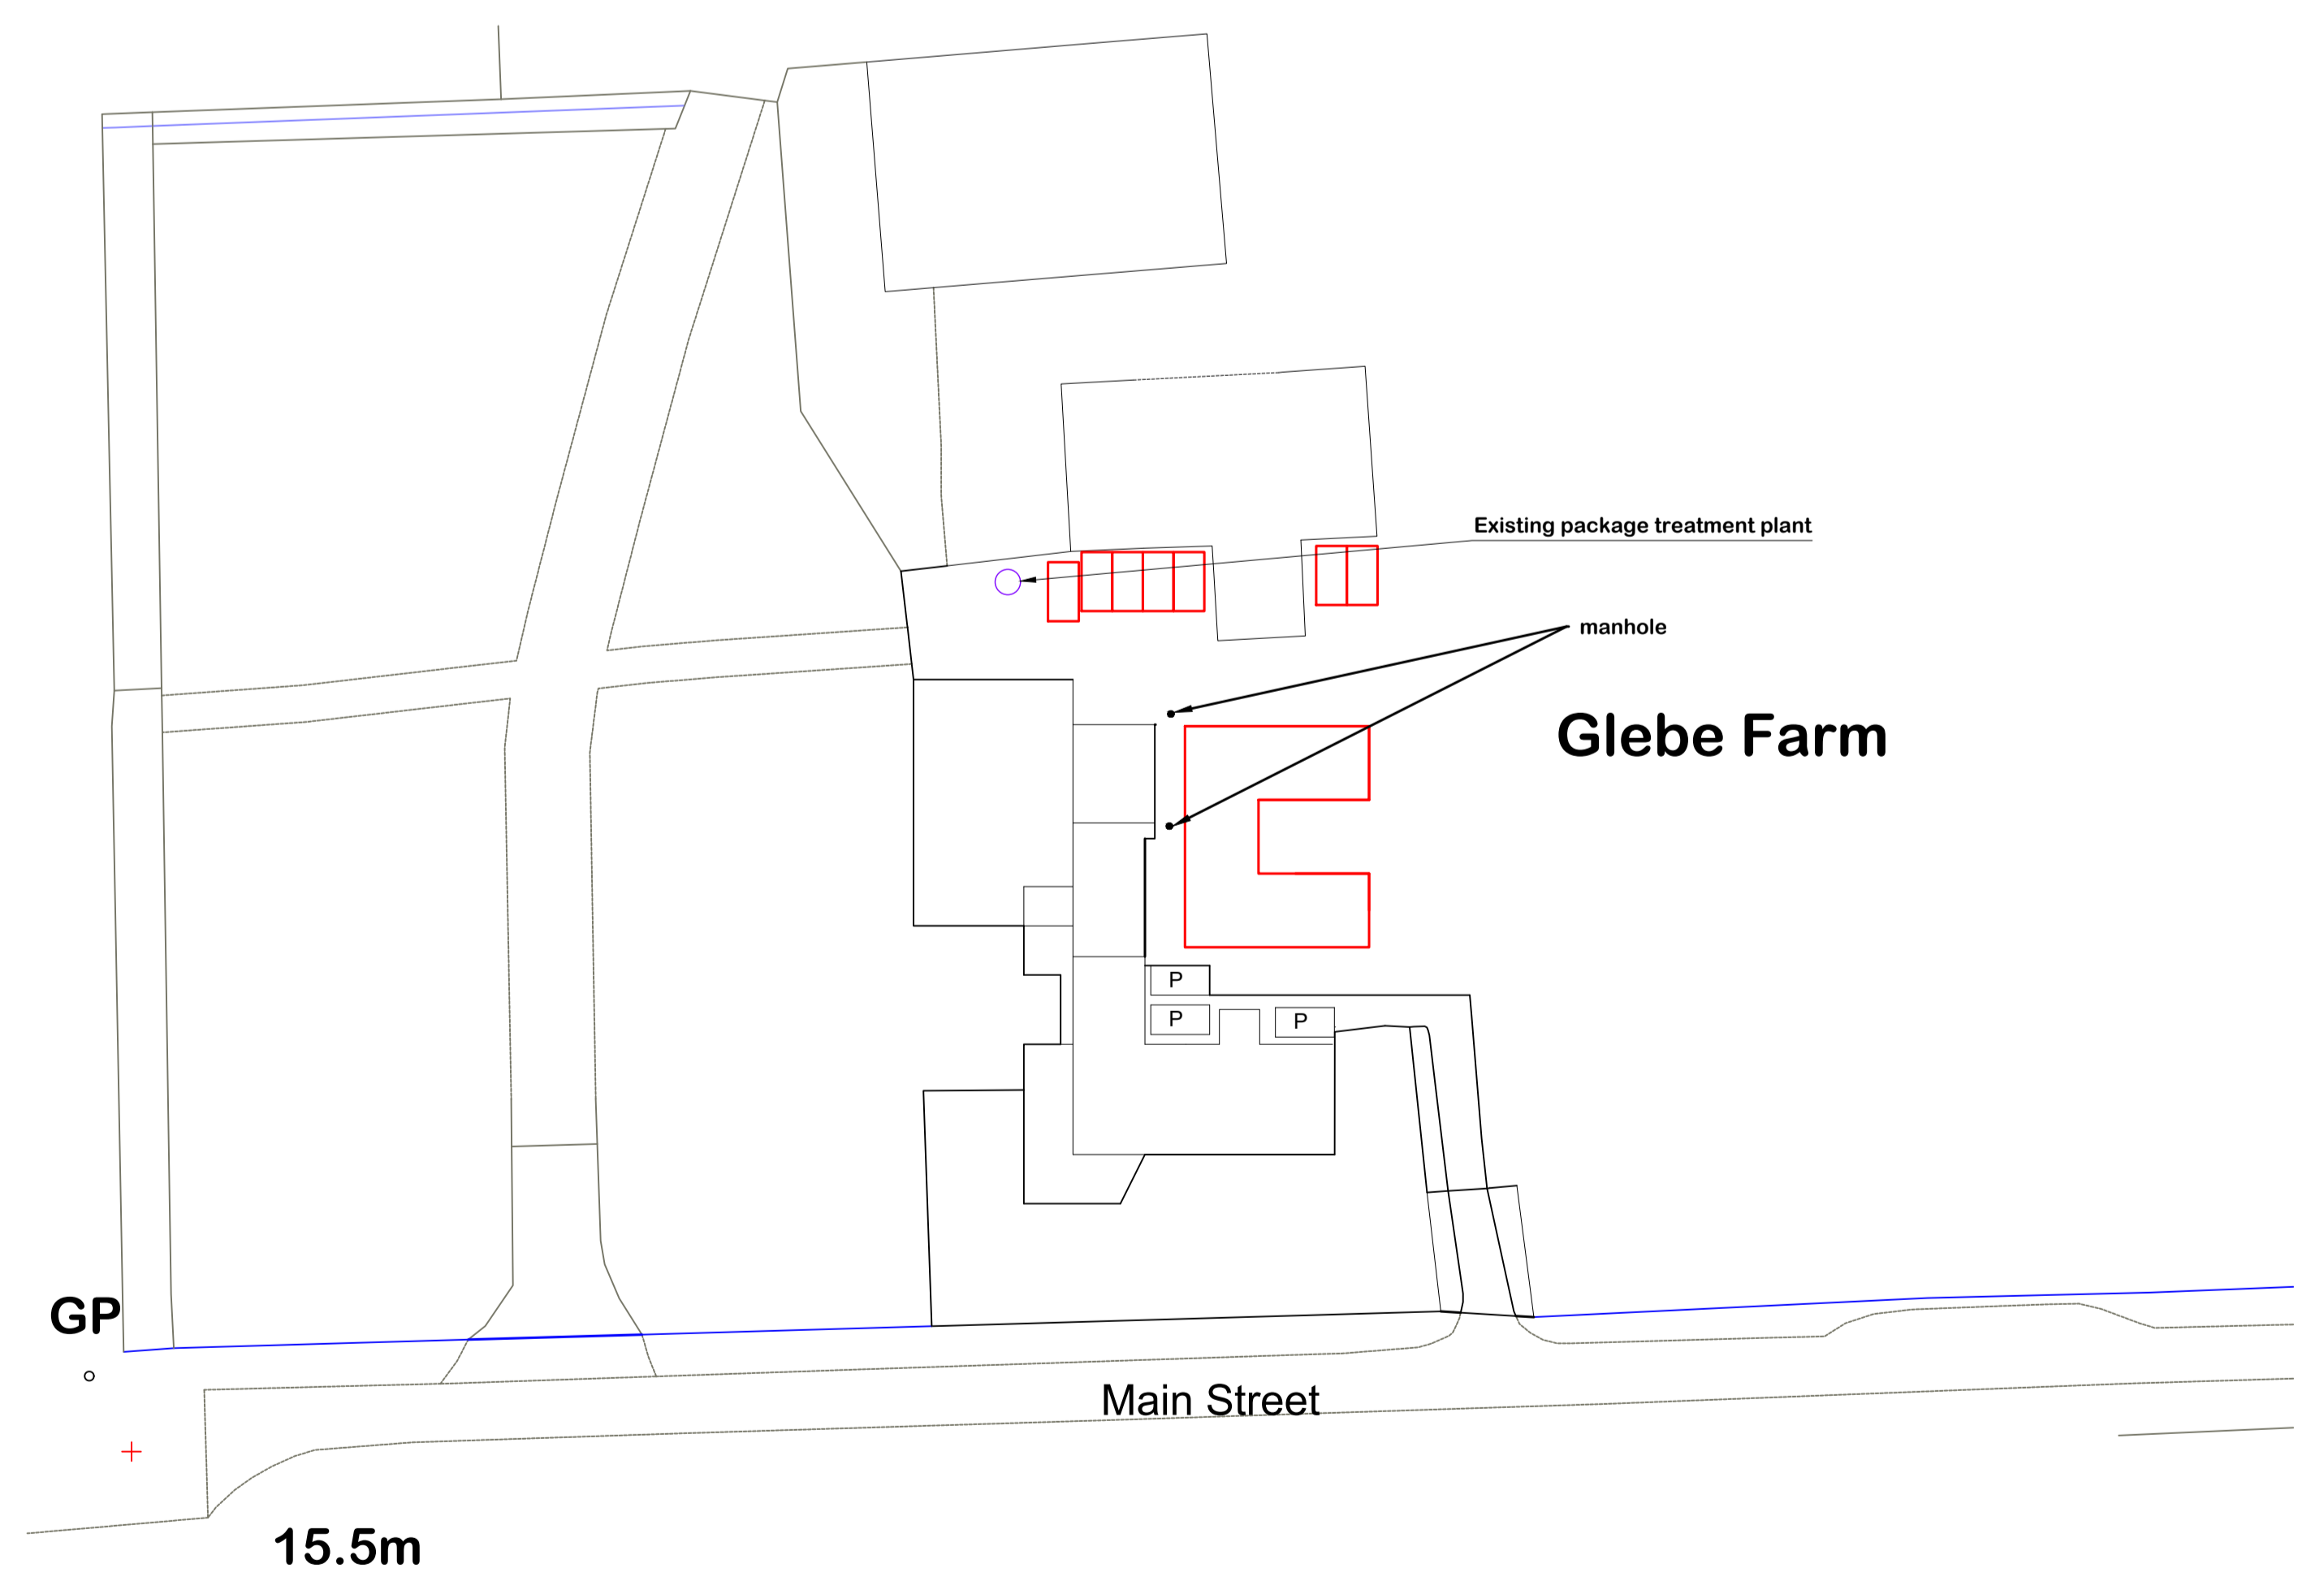 Existing package treatment plant
manhole
Glebe Farm
P
P
P
GP
Main Street
15.5m